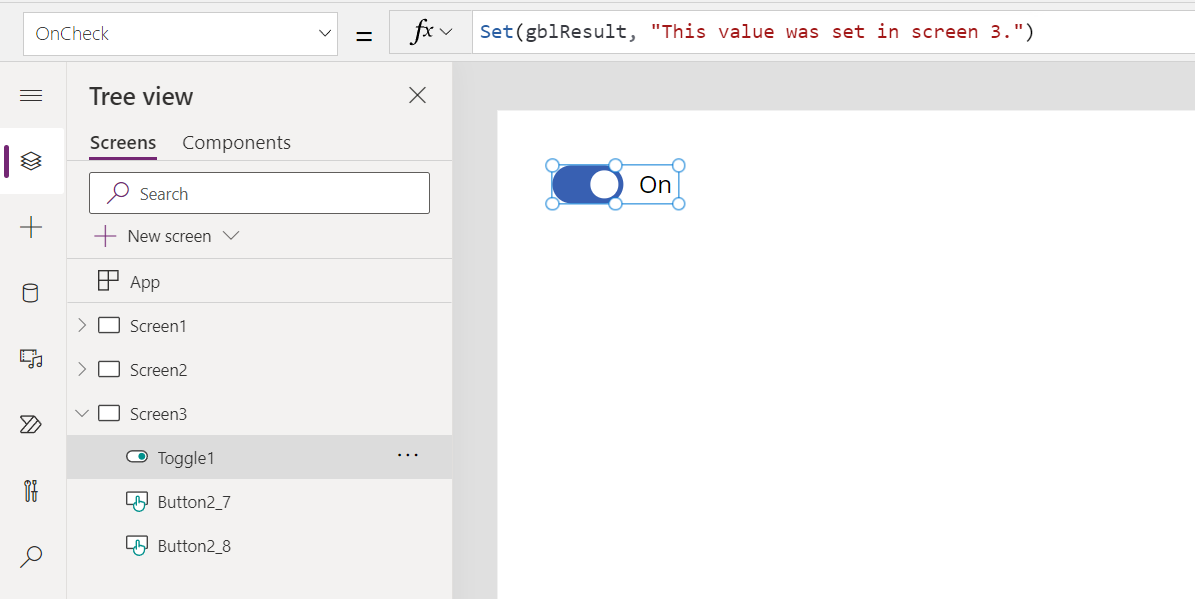 OnCheck = fx Set(gblResult, "This value was set in screen 3.")
Tree view
Screens Components
Search
New screen
App
Screen1
Screen2
Screen3
Toggle1 ...
Button2_7
Button2_8
On